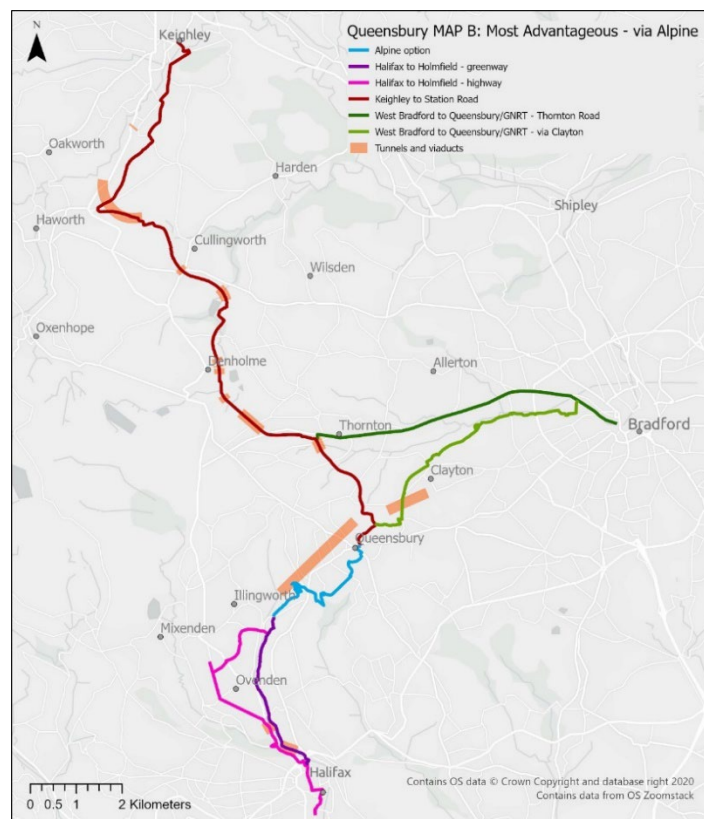 Queensbury MAP B: Most Advantageous - via Alpine
Alpine option
Halifax to Holmfield - greenway
Halifax to Holmfield - highway
Keighley to Station Road
West Bradford to Queensbury/GNRT - Thornton Road
West Bradford to Queensbury/GNRT - via Clayton
Tunnels and viaducts
N
Keighley
Oakworth
Harden
Shipley
Haworth
Cullingworth
Wilsden
Oxenhope
Denholme
Allerton
Thornton
Bradford
Clayton
Queensbury
Illingworth
Mixenden
Ovenden
Halifax
0 0.5 1 2 Kilometers
Contains OS data © Crown Copyright and database right 2020
Contains data from OS Zoomstack